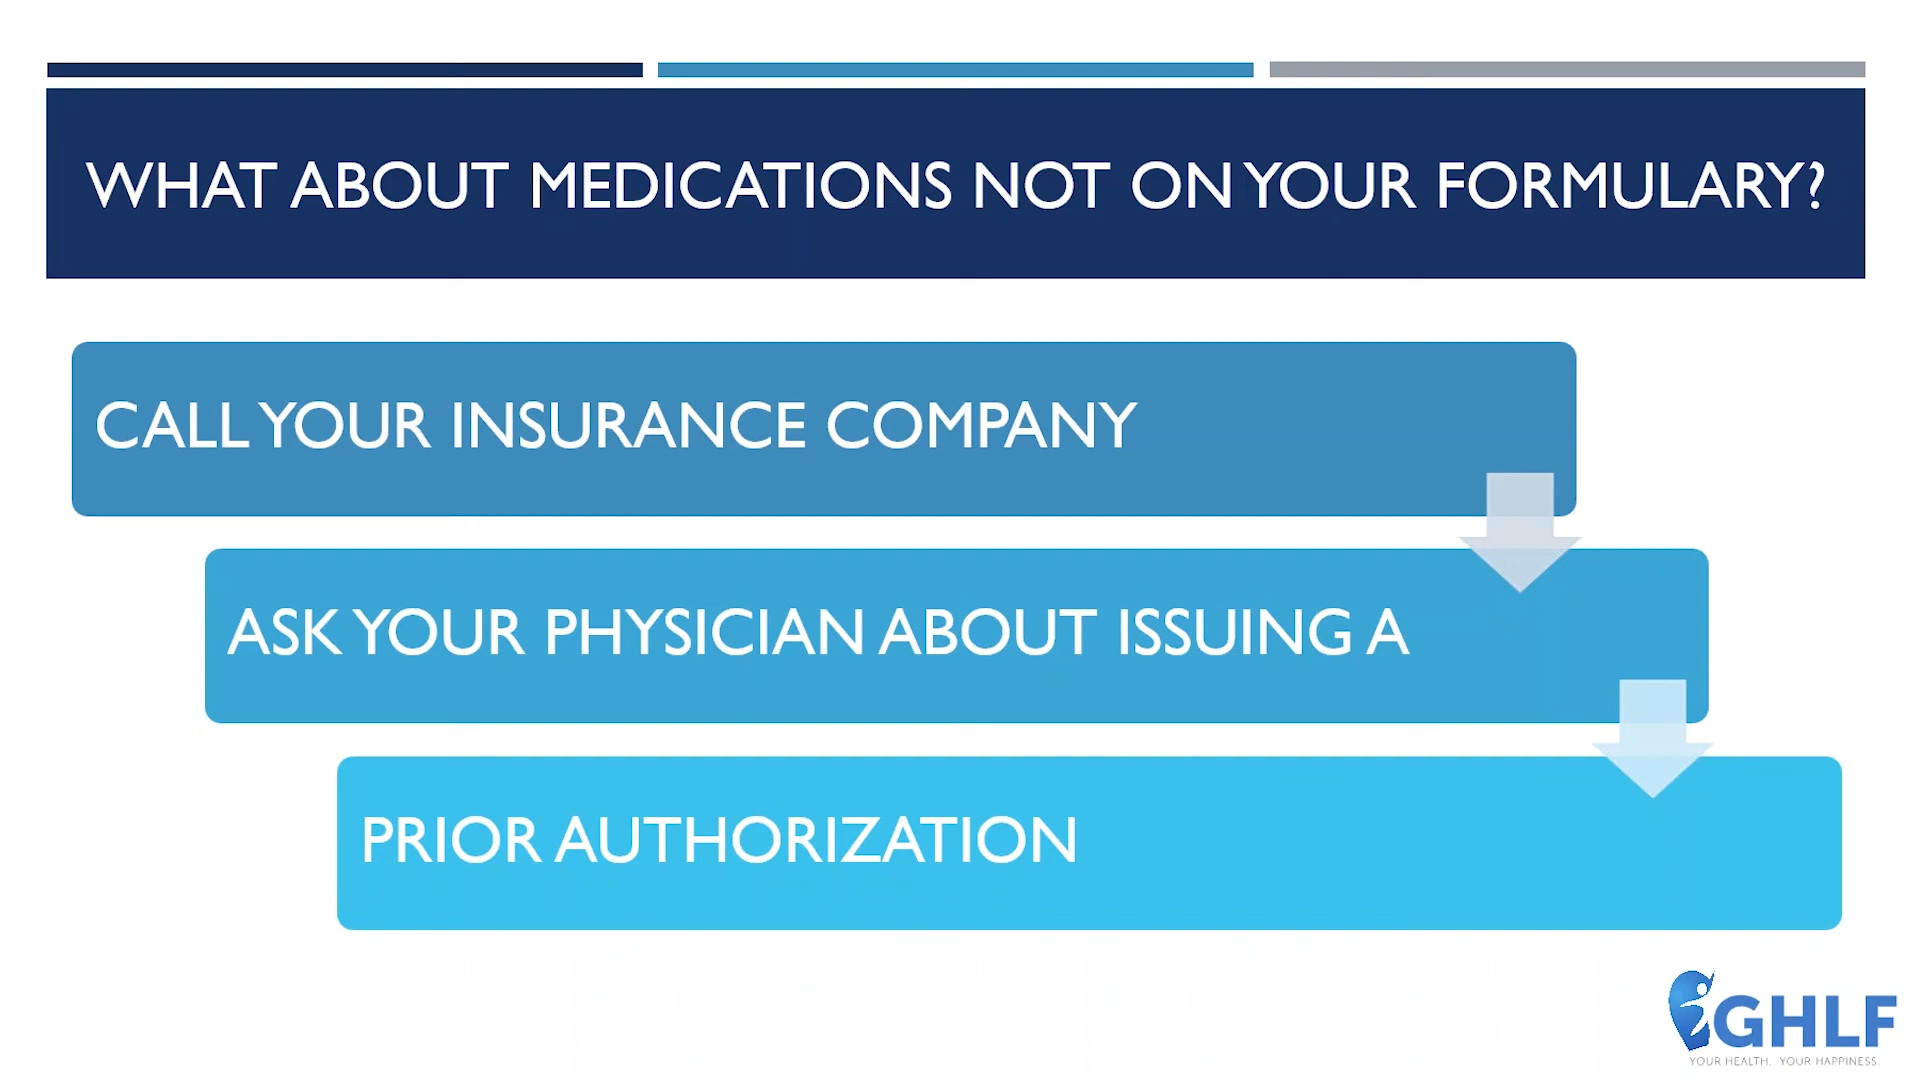 WHAT ABOUT MEDICATIONS NOT ON YOUR FORMULARY?
CALL YOUR INSURANCE COMPANY
ASK YOUR PHYSICIAN ABOUT ISSUING A
PRIOR AUTHORIZATION
GHLF
YOUR HEALTH. YOUR HAPPINESS.